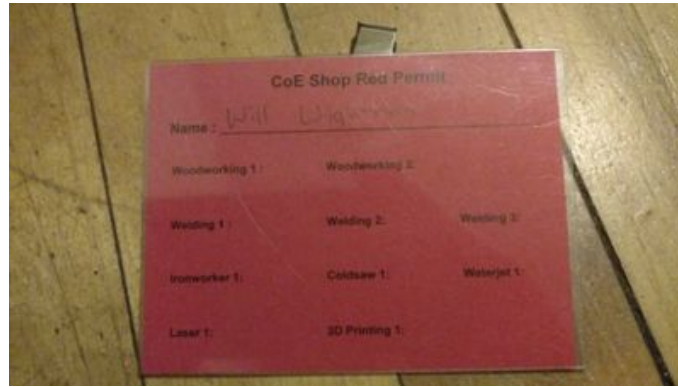 CoE Shop Red Permit
Name: Will
Woodworking 1: Woodworking 2:
Welding 1: Welding 2: Welding 3:
Ironworker 1: Coldsaw 1: Waterjet 1:
Laser 1: 3D Printing 1: